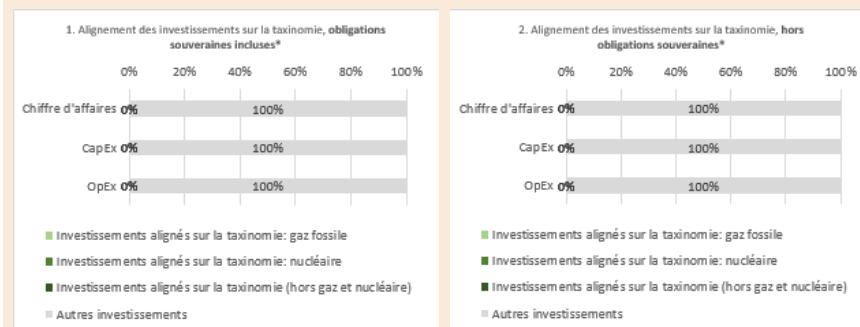 1. Alignement des investissements sur la taxinomie, obligations
souveraines incluses*
0% 20% 40% 60% 80% 100%
Chiffre d'affaires 0% 100%
CapEx 0% 100%
OpEx 0% 100%
Investissements alignés sur la taxinomie: gaz fossile
Investissements alignés sur la taxinomie: nucléaire
Investissements alignés sur la taxinomie (hors gaz et nucléaire)
Autres investissements
2. Alignement des investissements sur la taxinomie, hors
obligations souveraines*
0% 20% 40% 60% 80% 100%
Chiffre d'affaires 0% 100%
CapEx 0% 100%
OpEx 0% 100%
Investissements alignés sur la taxinomie: gaz fossile
Investissements alignés sur la taxinomie: nucléaire
Investissements alignés sur la taxinomie (hors gaz et nucléaire)
Autres investissements